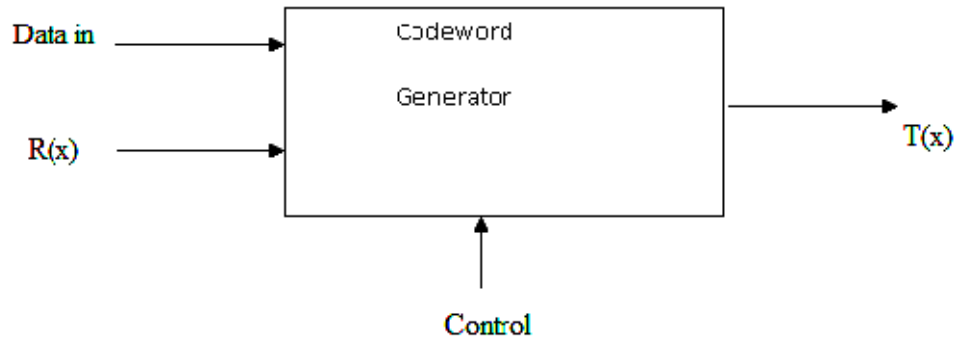 Data in
Codeword
Generator
R(x)
T(x)
Control